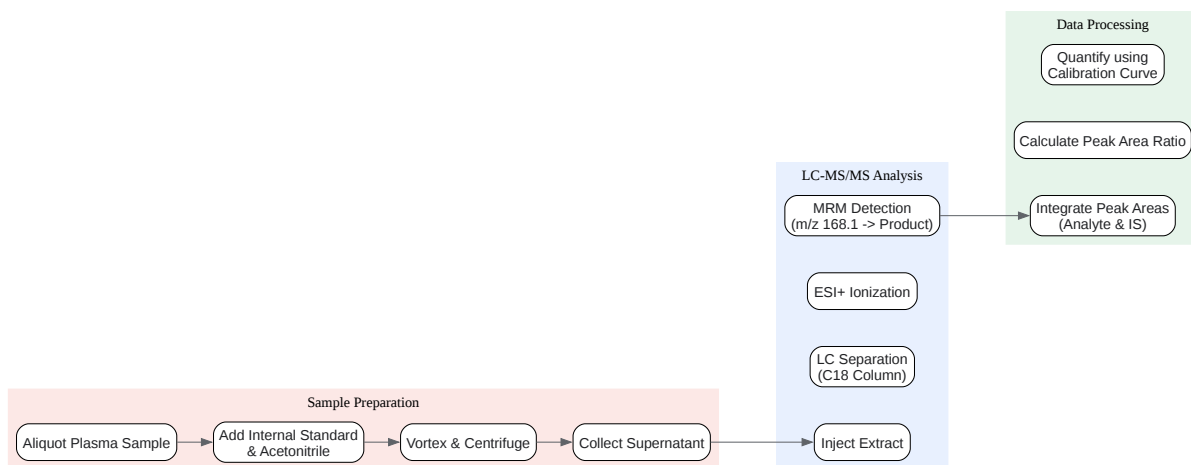 Data Processing
Quantify using
Calibration Curve
Calculate Peak Area Ratio
Integrate Peak Areas
(Analyte & IS)
LC-MS/MS Analysis
MRM Detection
(m/z 168.1 -> Product)
ESI+ Ionization
LC Separation
(C18 Column)
Inject Extract
Sample Preparation
Aliquot Plasma Sample
Add Internal Standard
& Acetonitrile
Vortex & Centrifuge
Collect Supernatant